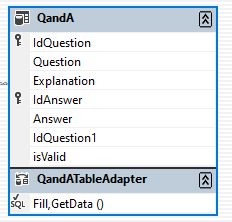 QandA
IdQuestion
Question
Explanation
IdAnswer
Answer
IdQuestion1
isValid
QandATableAdapter
SQL Fill,GetData ()